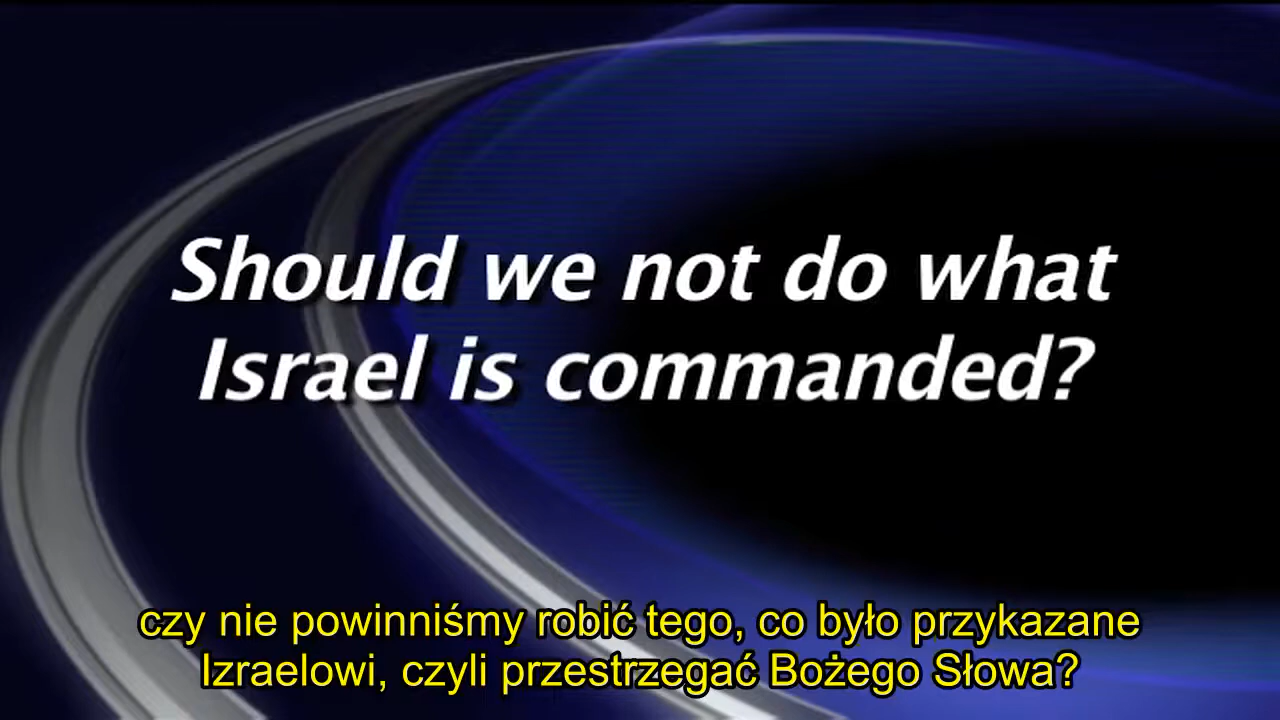 Should we not do what
Israel is commanded?
czy nie powinniśmy robić tego, co było przykazane
Izraelowi, czyli przestrzegać Bożego Słowa?